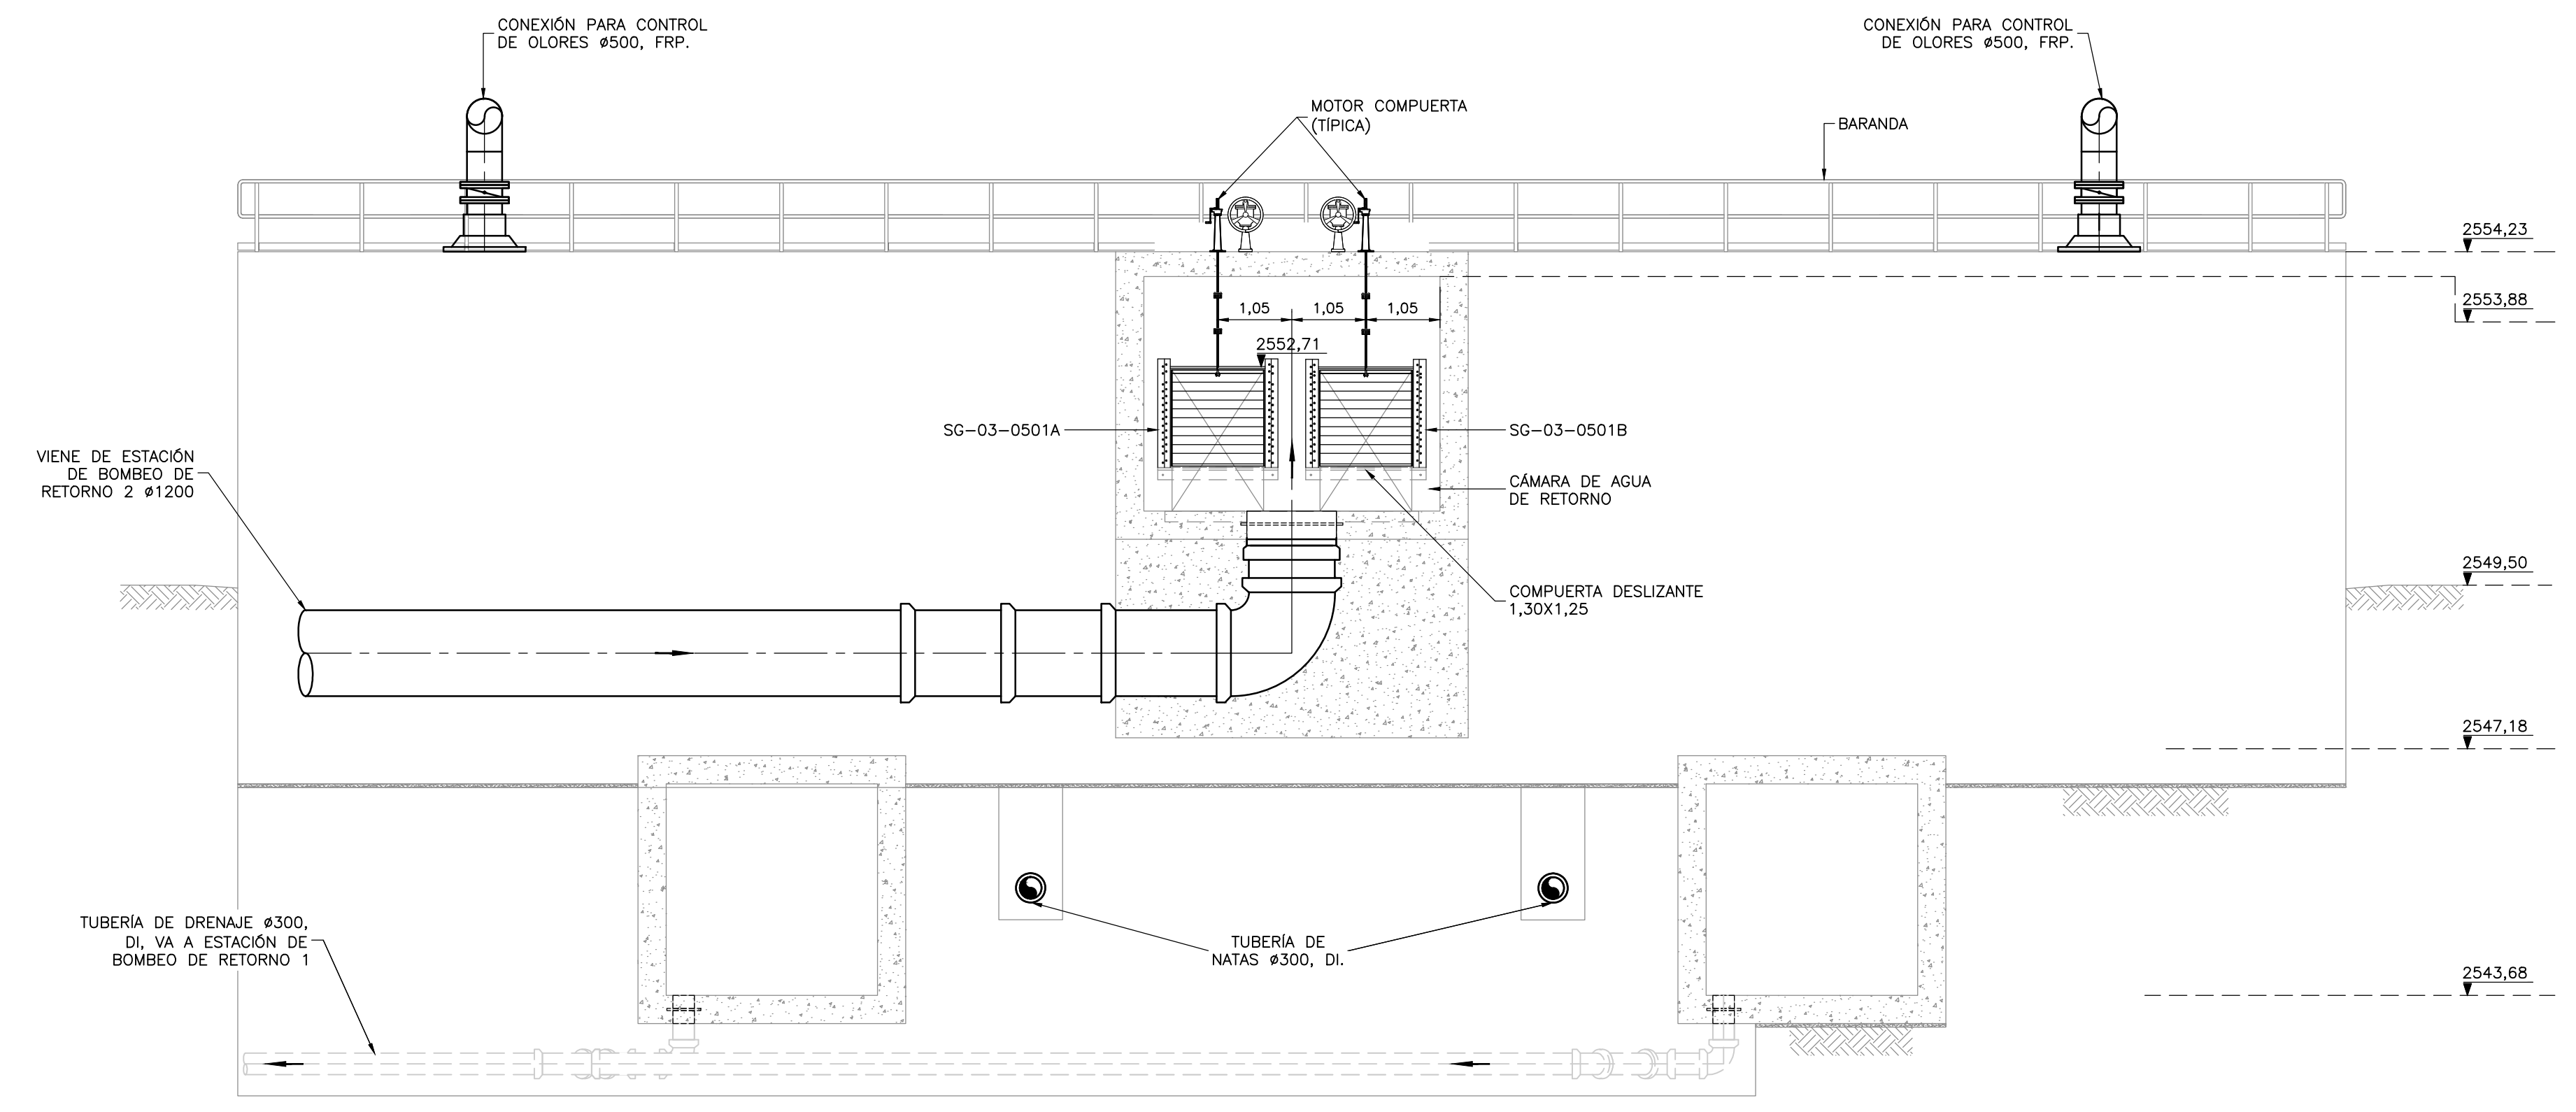 CONEXIÓN PARA CONTROL
DE OLORES ø500, FRP.
CONEXIÓN PARA CONTROL
DE OLORES ø500, FRP.
MOTOR COMPUERTA
(TÍPICA)
BARANDA
2554,23
2553,88
1,05
1,05
1,05
2552,71
SG-03-0501A
SG-03-0501B
VIENE DE ESTACIÓN
DE BOMBEO DE
RETORNO 2 ø1200
CÁMARA DE AGUA
DE RETORNO
2549,50
COMPUERTA DESLIZANTE
1,30X1,25
2547,18
TUBERÍA DE DRENAJE ø300,
DI, VA A ESTACIÓN DE
BOMBEO DE RETORNO 1
TUBERÍA DE
NATAS ø300, DI.
2543,68